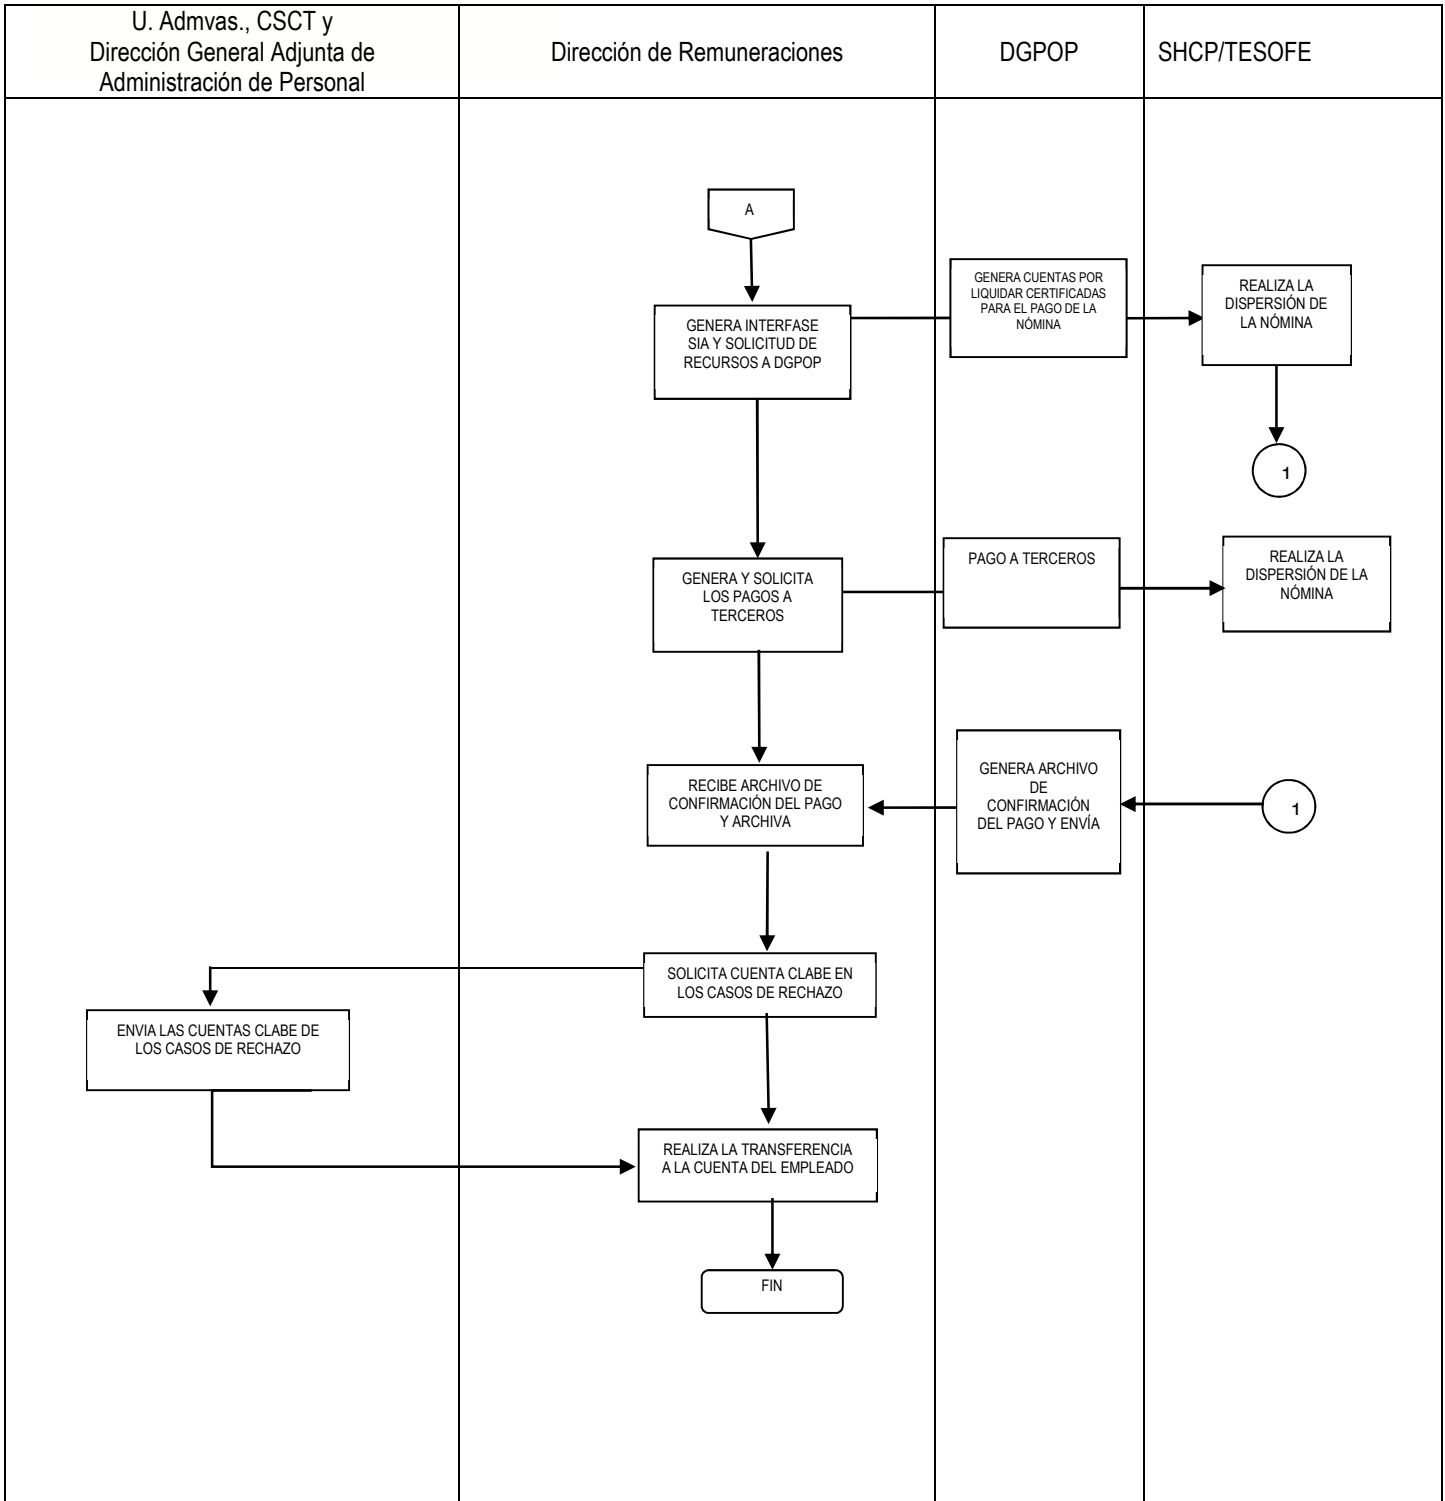 U. Admvas., CSCT y
Dirección General Adjunta de
Administración de Personal
Dirección de Remuneraciones
DGPOP
SHCP/TESOFE
A
GENERA INTERFASE
SIA Y SOLICITUD DE
RECURSOS A DGPOP
GENERA CUENTAS POR
LIQUIDAR CERTIFICADAS
PARA EL PAGO DE LA
NÓMINA
REALIZA LA
DISPERSIÓN DE
LA NÓMINA
1
GENERA Y SOLICITA
LOS PAGOS A
TERCEROS
PAGO A TERCEROS
REALIZA LA
DISPERSIÓN DE LA
NÓMINA
RECIBE ARCHIVO DE
CONFIRMACIÓN DEL PAGO
Y ARCHIVA
GENERA ARCHIVO
DE
CONFIRMACIÓN
DEL PAGO Y ENVÍA
1
SOLICITA CUENTA CLABE EN
LOS CASOS DE RECHAZO
ENVIA LAS CUENTAS CLABE DE
LOS CASOS DE RECHAZO
REALIZA LA TRANSFERENCIA
A LA CUENTA DEL EMPLEADO
FIN